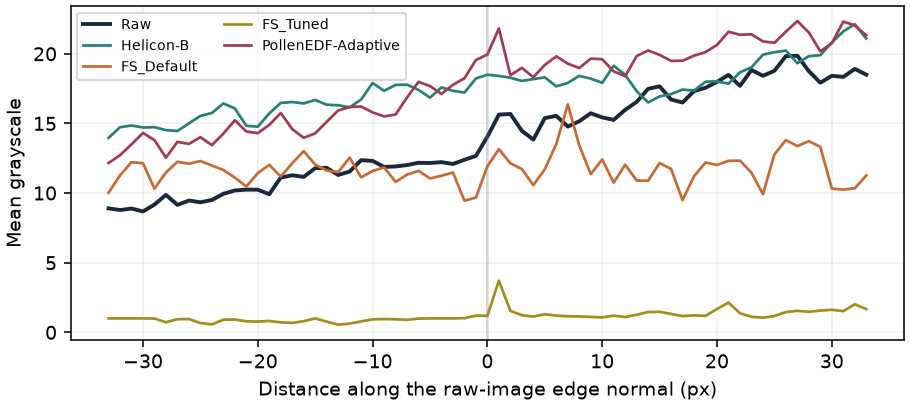 Raw
Helicon-B
FS_Default
FS_Tuned
PollenEDF-Adaptive
Mean grayscale
20
15
10
5
0
−30 −20 −10 0 10 20 30
Distance along the raw-image edge normal (px)